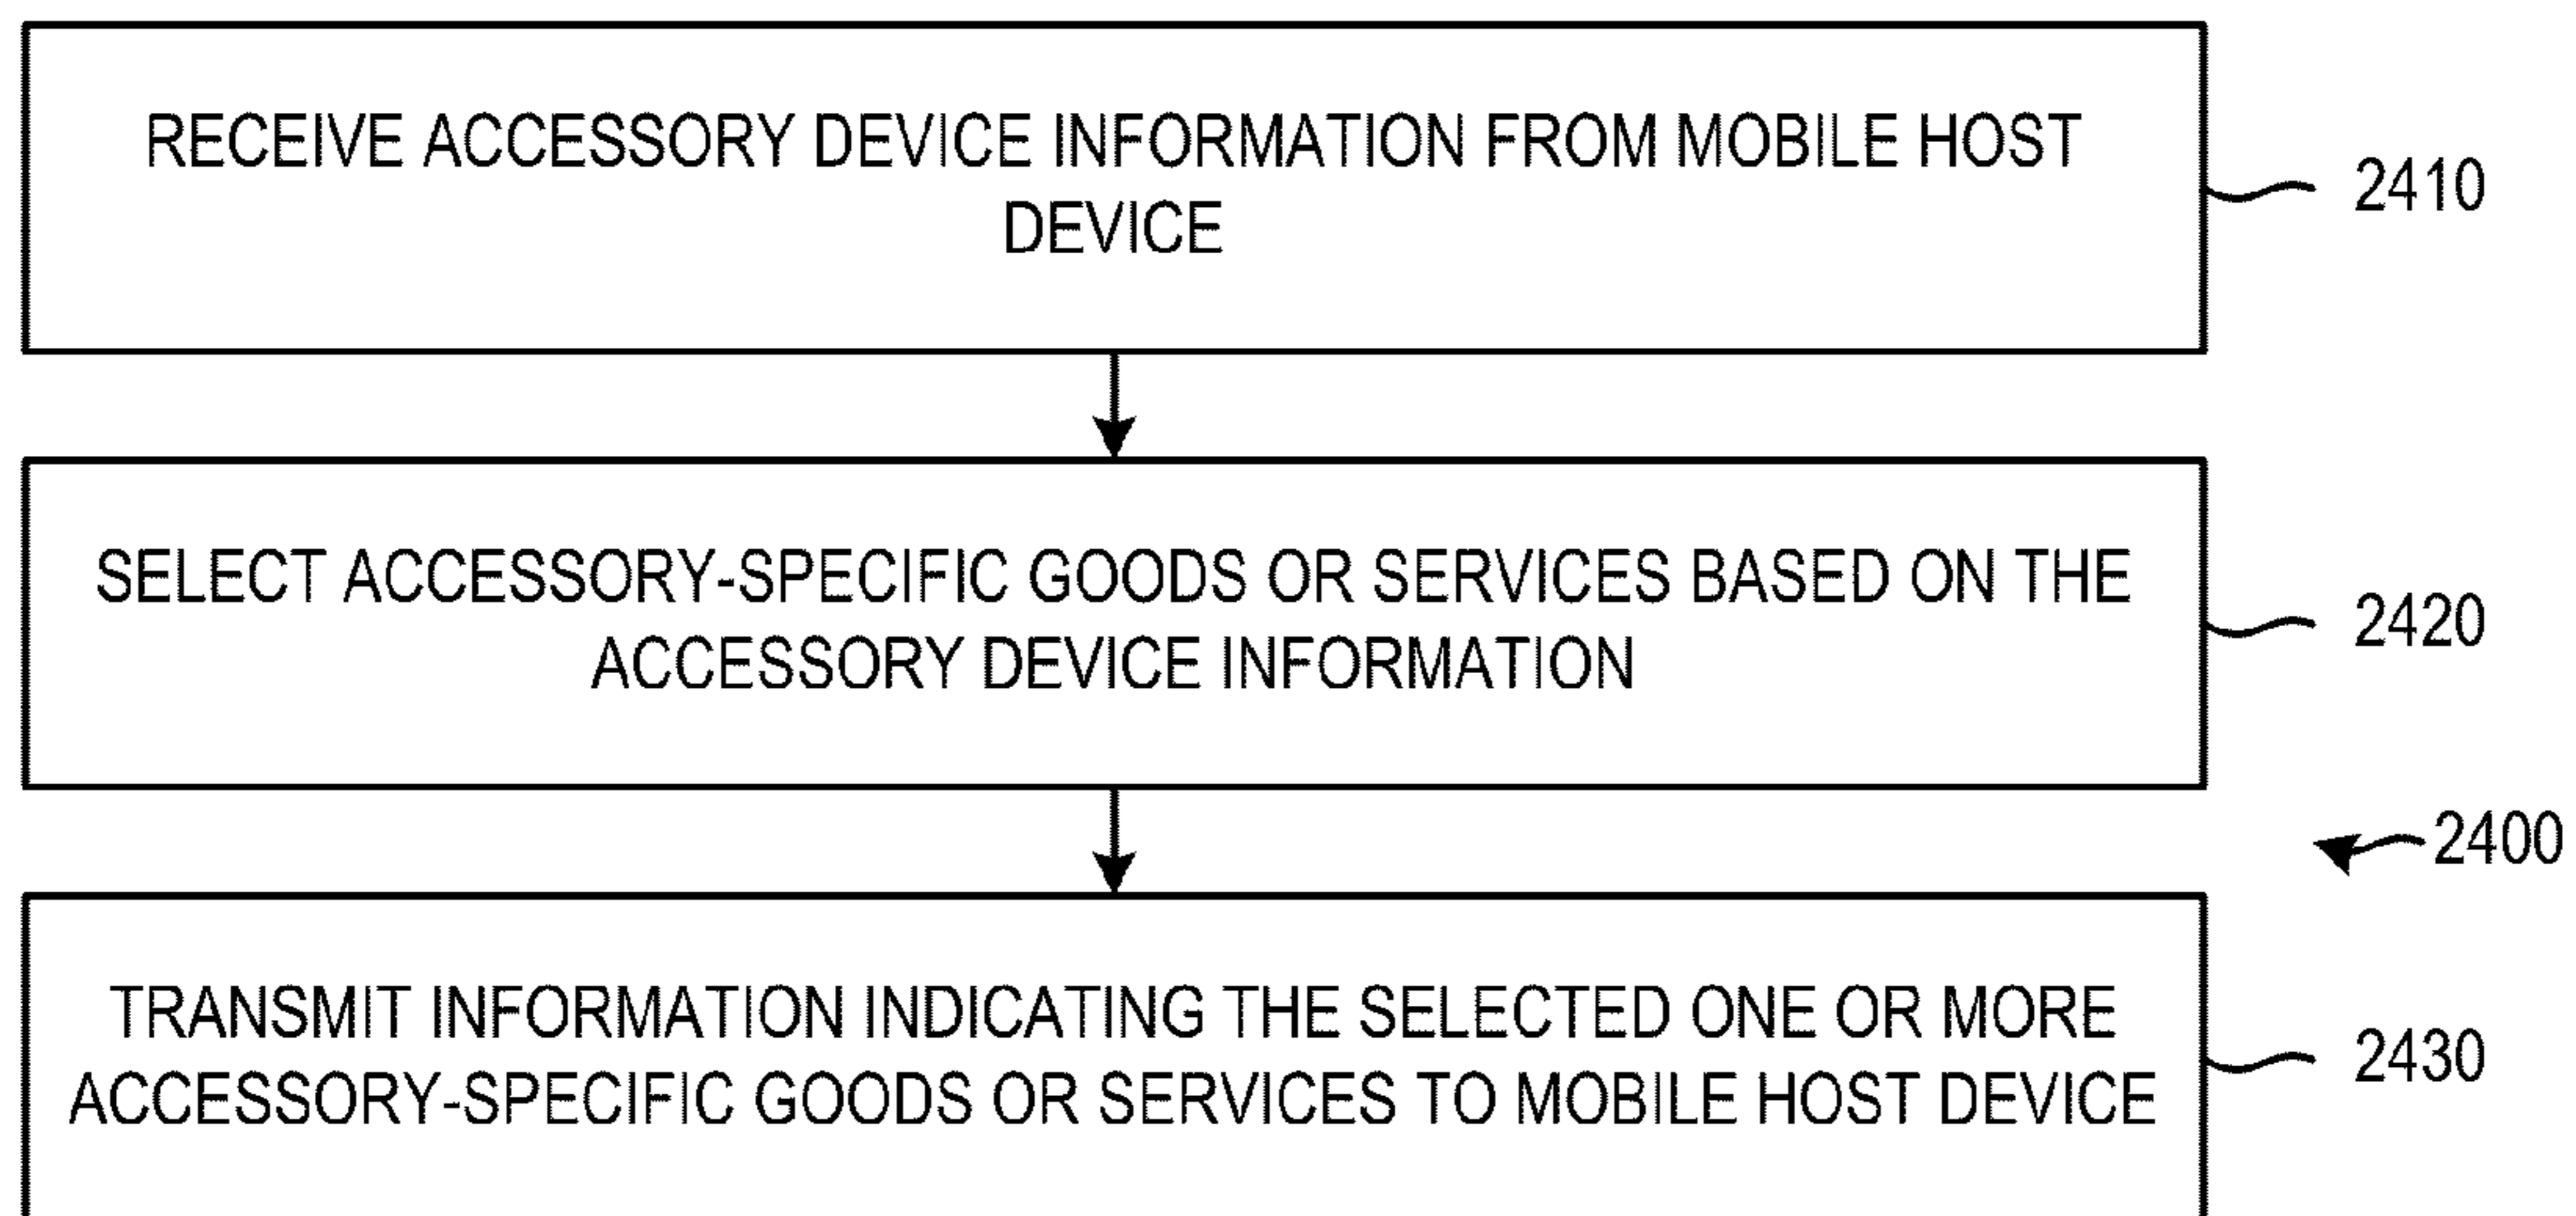 RECEIVE ACCESSORY DEVICE INFORMATION FROM MOBILE HOST
DEVICE
2410
SELECT ACCESSORY-SPECIFIC GOODS OR SERVICES BASED ON THE
ACCESSORY DEVICE INFORMATION
2420
2400
TRANSMIT INFORMATION INDICATING THE SELECTED ONE OR MORE
ACCESSORY-SPECIFIC GOODS OR SERVICES TO MOBILE HOST DEVICE
2430